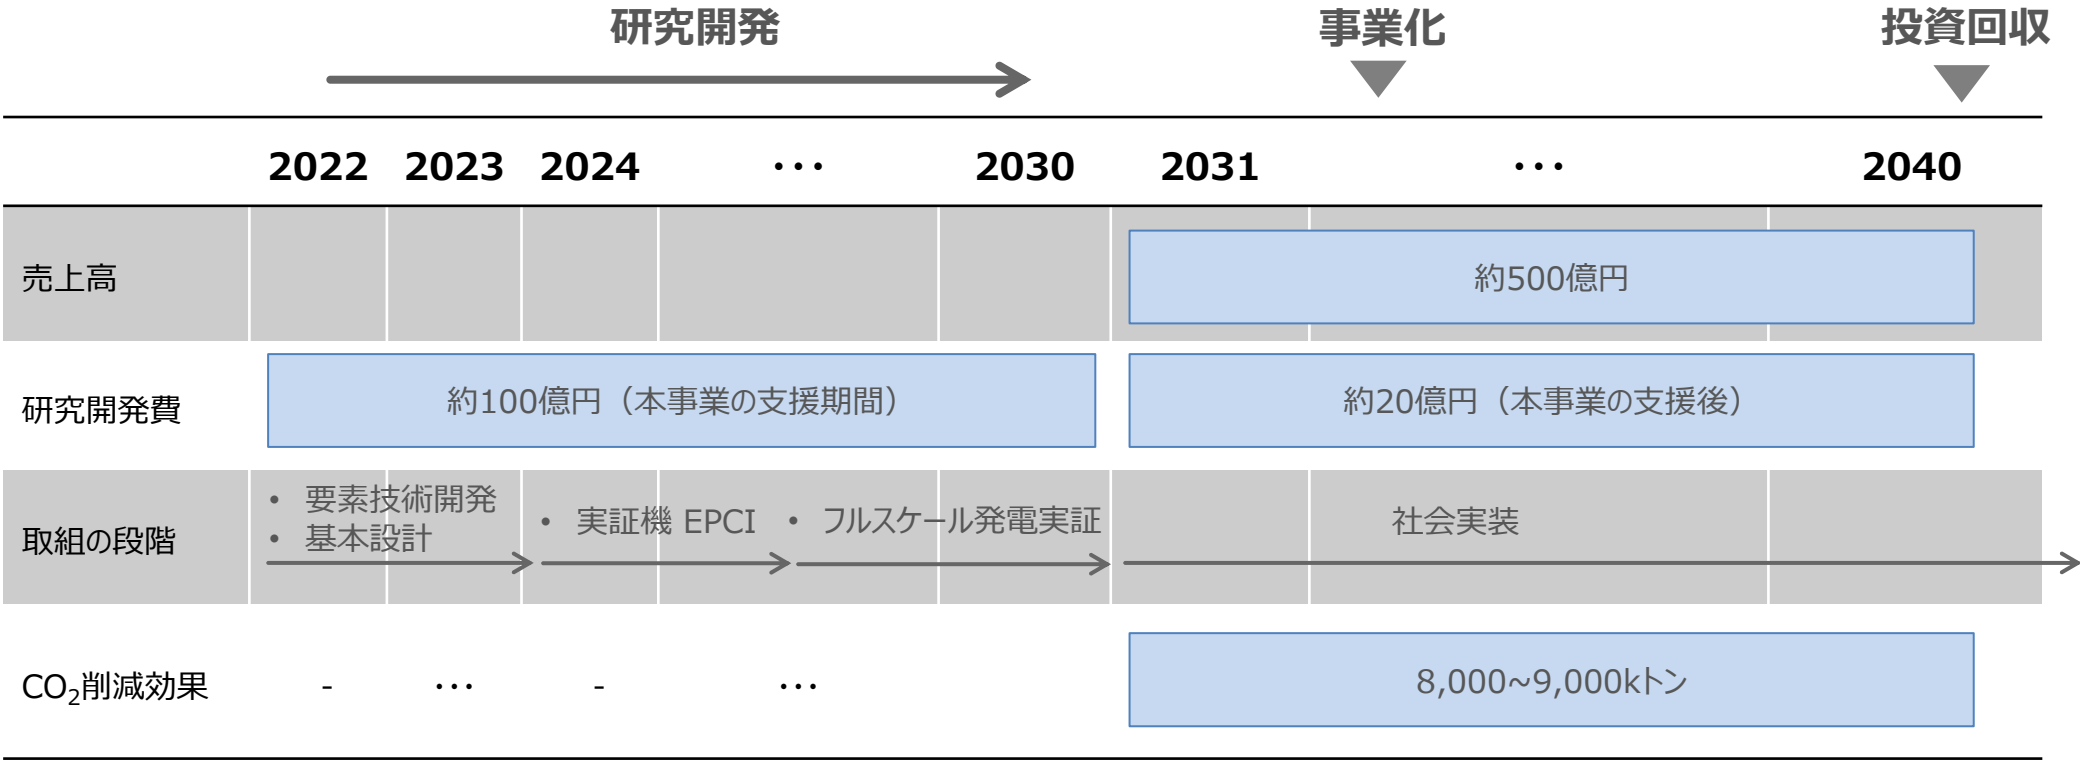 研究開発 事業化 投資回収
2022 2023 2024 ・・・ 2030 2031 ・・・ 2040
売上高 約500億円
研究開発費 約100億円（本事業の支援期間） 約20億円（本事業の支援後）
取組の段階
• 要素技術開発
• 基本設計
• 実証機 EPCI
• フルスケール発電実証
社会実装
CO₂削減効果 - ・・・ - ・・・ 8,000~9,000kトン